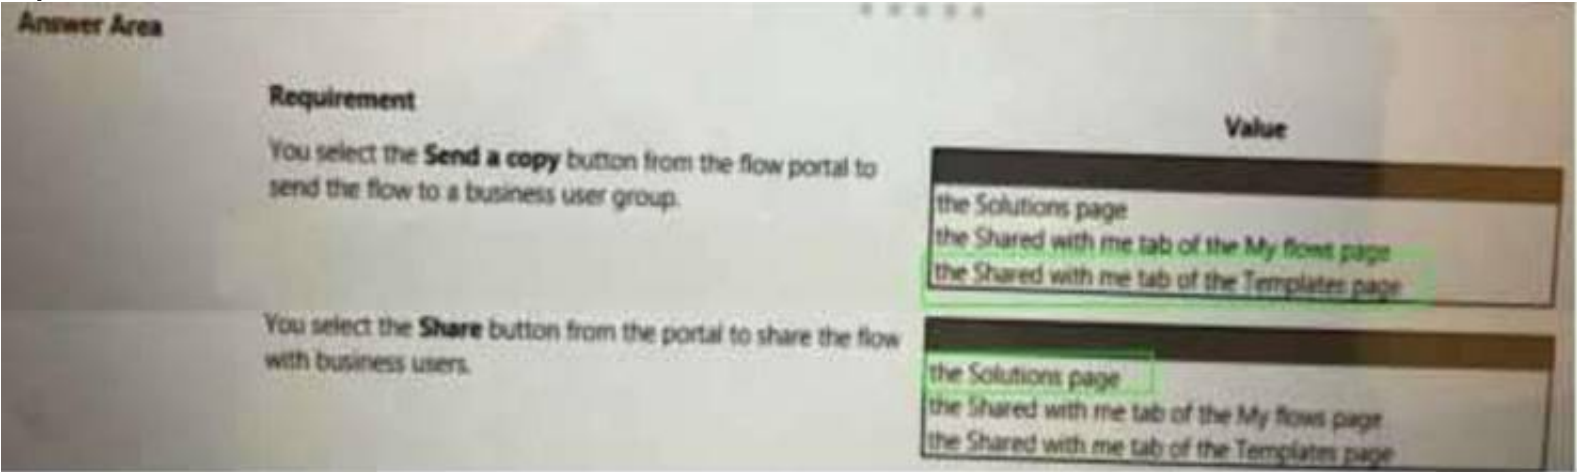 Answer Area
Requirement
Value
You select the Send a copy button from the flow portal to
send the flow to a business user group.
the Solutions page
the Shared with me tab of the My flows page
the Shared with me tab of the Templates page
You select the Share button from the portal to share the flow
with business users.
the Solutions page
the Shared with me tab of the My flows page
the Shared with me tab of the Templates page